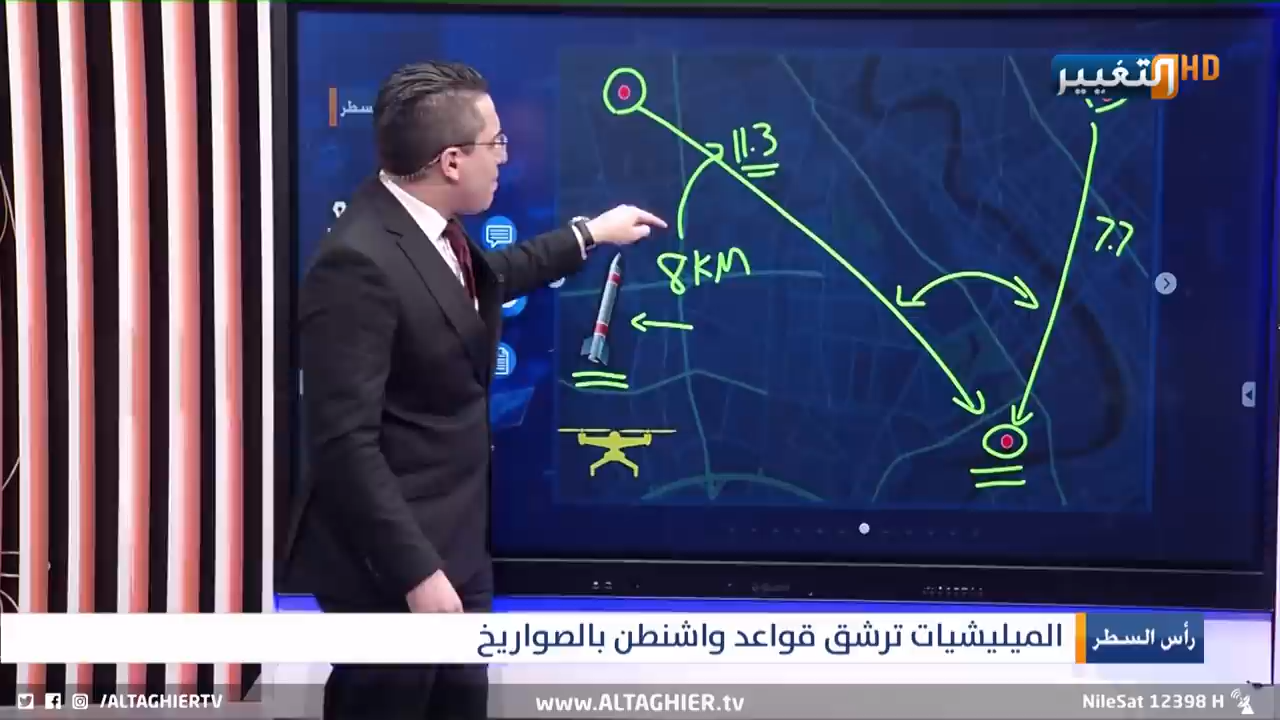 التغيير HD
سطر
11.3
7.7
8KM
الميليشيات ترشق قواعد واشنطن بالصواريخ
رأس السطر
/ALTAGHIERTV
www.ALTAGHIER.tv
NileSat 12398 H